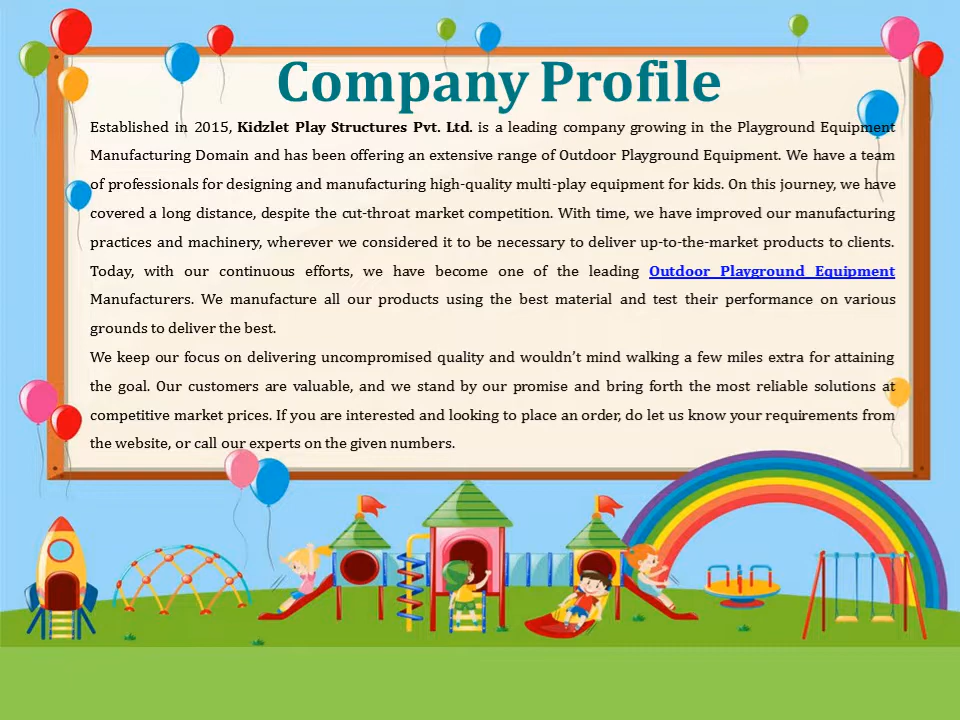 Company Profile
Established in 2015, Kidzlet Play Structures Pvt. Ltd. is a leading company growing in the Playground Equipment
Manufacturing Domain and has been offering an extensive range of Outdoor Playground Equipment. We have a team
of professionals for designing and manufacturing high-quality multi-play equipment for kids. On this journey, we have
covered a long distance, despite the cut-throat market competition. With time, we have improved our manufacturing
practices and machinery, wherever we considered it to be necessary to deliver up-to-the-market products to clients.
Today, with our continuous efforts, we have become one of the leading Outdoor Playground Equipment
Manufacturers. We manufacture all our products using the best material and test their performance on various
grounds to deliver the best.
We keep our focus on delivering uncompromised quality and wouldn’t mind walking a few miles extra for attaining
the goal. Our customers are valuable, and we stand by our promise and bring forth the most reliable solutions at
competitive market prices. If you are interested and looking to place an order, do let us know your requirements from
the website, or call our experts on the given numbers.